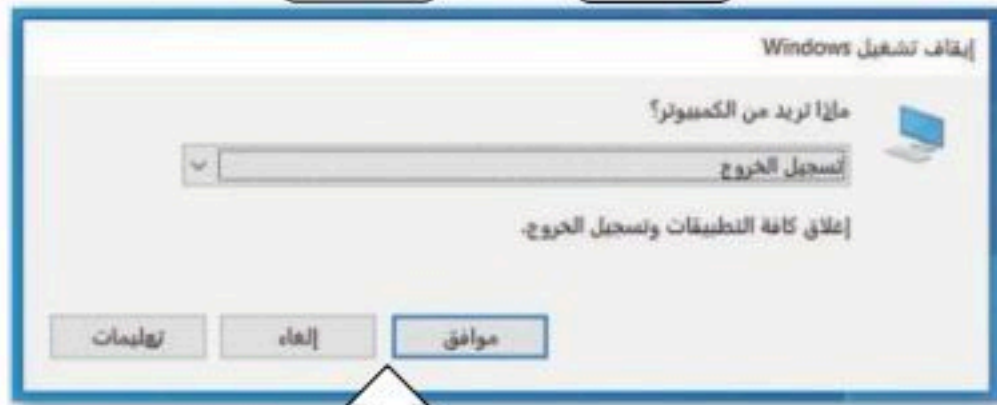 إيقاف تشغيل Windows
ماذا تريد من الكمبيوتر؟
تسجيل الخروج
إغلاق كافة التطبيقات وتسجيل الخروج.
موافق
إلغاء
تعليمات